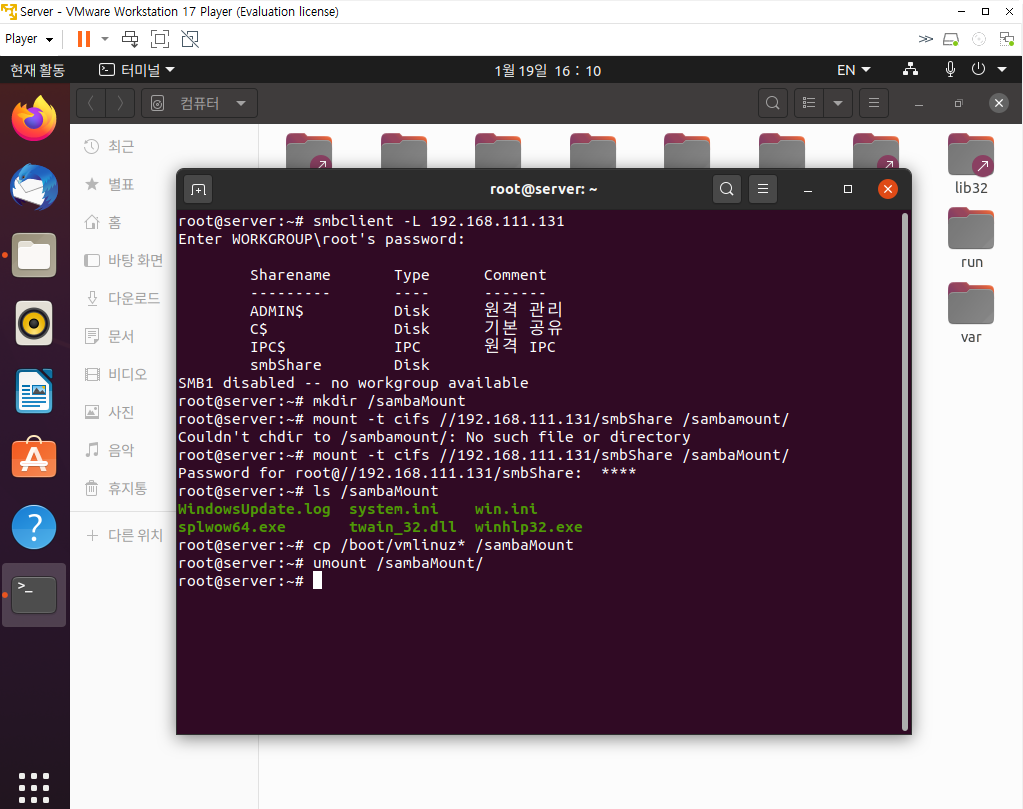 Server - VMware Workstation 17 Player (Evaluation license)
Player
현재 활동
터미널
1월 19일 16 : 10
EN
컴퓨터
최근
별표
홈
바탕 화면
다운로드
문서
비디오
사진
음악
휴지통
다른 위치
lib32
run
var
root@server: ~
root@server:~# smbclient -L 192.168.111.131
Enter WORKGROUP\root's password:
Sharename Type Comment
--------- ---- -------
ADMIN$ Disk 원격 관리
C$ Disk 기본 공유
IPC$ IPC 원격 IPC
smbShare Disk
SMB1 disabled -- no workgroup available
root@server:~# mkdir /sambaMount
root@server:~# mount -t cifs //192.168.111.131/smbShare /sambamount/
Couldn't chdir to /sambamount/: No such file or directory
root@server:~# mount -t cifs //192.168.111.131/smbShare /sambaMount/
Password for root@//192.168.111.131/smbShare: ****
root@server:~# ls /sambaMount
WindowsUpdate.log system.ini win.ini
splwow64.exe twain_32.dll winhlp32.exe
root@server:~# cp /boot/vmlinuz* /sambaMount
root@server:~# umount /sambaMount/
root@server:~#